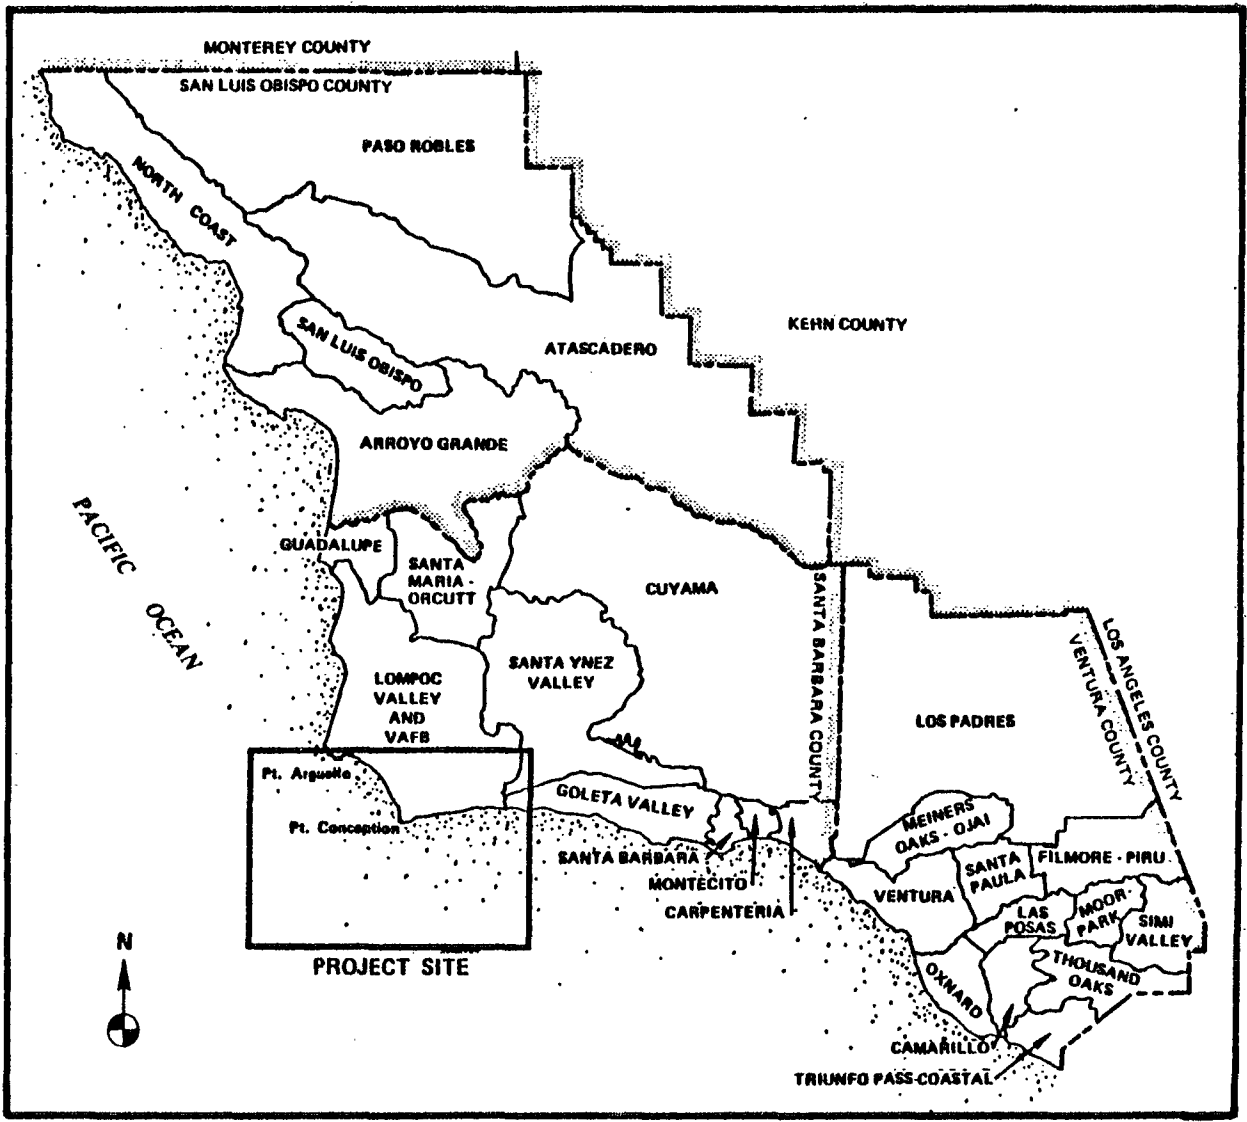 MONTEREY COUNTY
SAN LUIS OBISPO COUNTY
PASO ROBLES
NORTH COAST
KERN COUNTY
SAN LUIS OBISPO
ATASCADERO
ARROYO GRANDE
PACIFIC OCEAN
GUADALUPE
SANTA
MARIA-
ORCUTT
CUYAMA
SANTA BARBARA COUNTY
LOS ANGELES COUNTY
VENTURA COUNTY
SANTA YNEZ
VALLEY
LOMPOC
VALLEY
AND
VAFB
LOS PADRES
Pt. Arguello
GOLETA VALLEY
Pt. Conception
MEINERS
OAKS - OJAI
SANTA BARBARA
SANTA
PAULA
FILMORE - PIRU
MONTECITO
VENTURA
CARPENTERIA
LAS
POSAS
MOOR-
PARK
SIMI
VALLEY
N
PROJECT SITE
OXNARD
THOUSAND
OAKS
CAMARILLO
TRIUNFO PASS-COASTAL